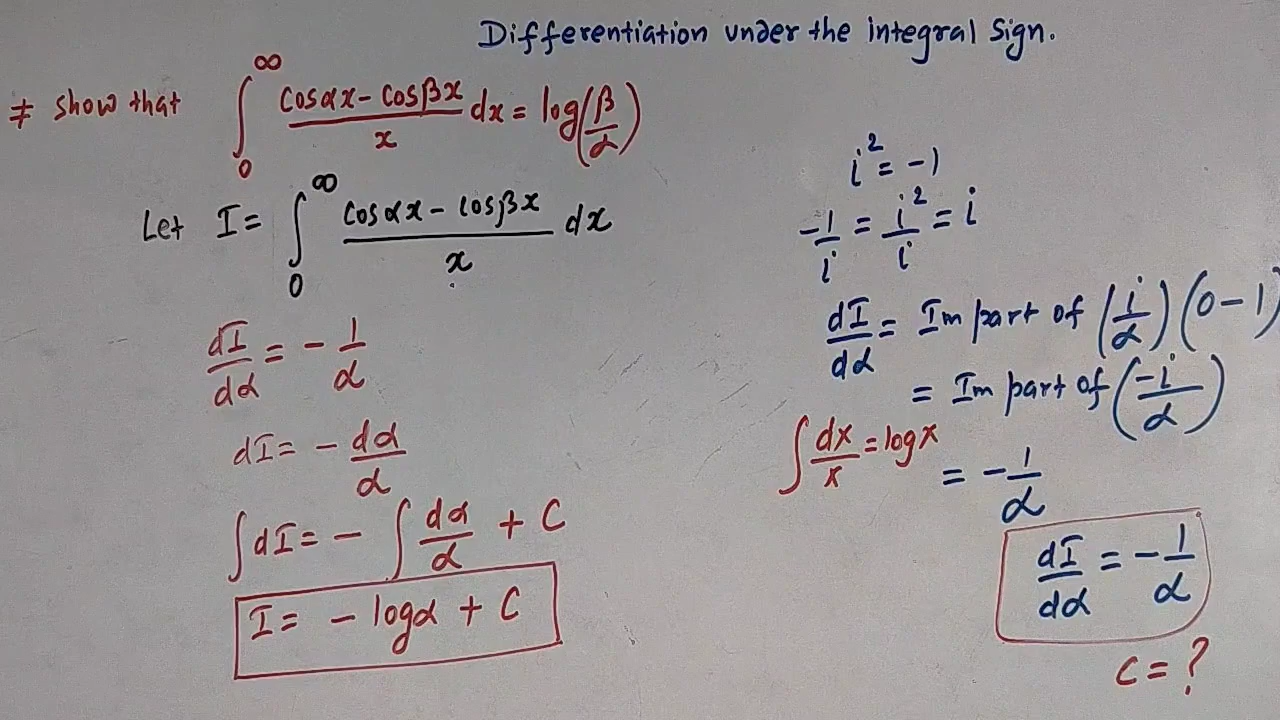 Differentiation under the integral Sign.
≠ show that ∫₀^∞ (cosαx − cosβx)/x dx = log(β/α)
Let I = ∫₀^∞ (cosαx − cosβx)/x dx
dI/dα = − 1/α
dI = − dα/α
∫dI = − ∫ dα/α + C
I = − logα + C
i² = −1
−1/i = i²/i = i
dI/dα = Im part of (i/α)(0 − 1)
= Im part of (−i/α)
∫ dx/x = logx
= − 1/α
dI/dα = − 1/α
C = ?